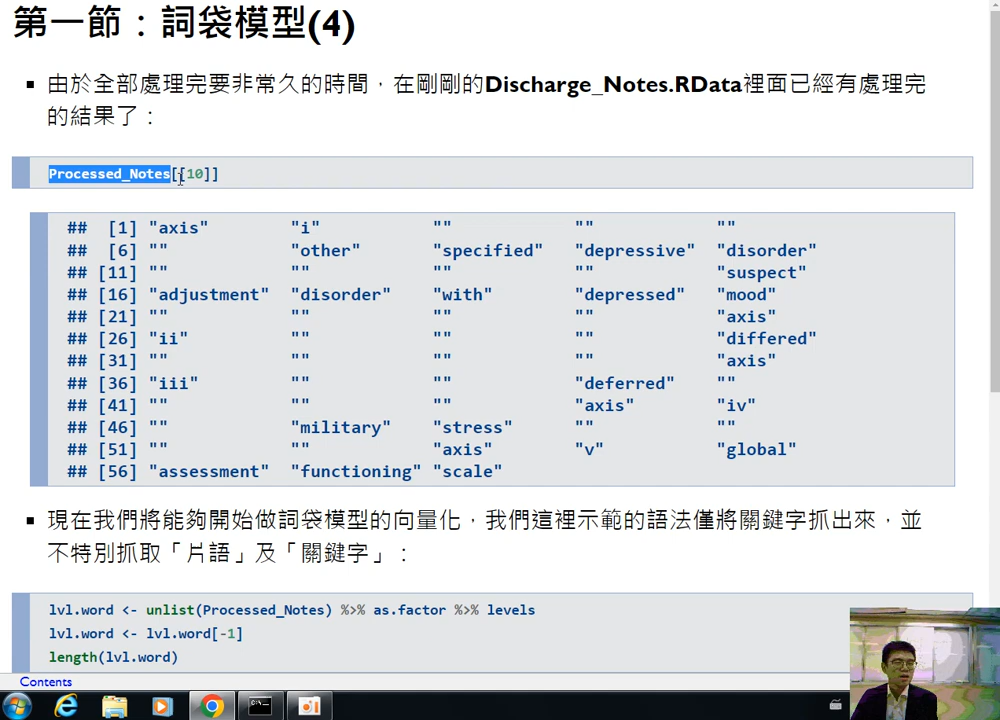 第一節：詞袋模型(4)
▪ 由於全部處理完要非常久的時間，在剛剛的Discharge_Notes.RData裡面已經有處理完
的結果了：
Processed_Notes[[10]]
## [1] "axis" "i" "" "" ""
## [6] "" "other" "specified" "depressive" "disorder"
## [11] "" "" "" "" "suspect"
## [16] "adjustment" "disorder" "with" "depressed" "mood"
## [21] "" "" "" "" "axis"
## [26] "ii" "" "" "" "differed"
## [31] "" "" "" "" "axis"
## [36] "iii" "" "" "deferred" ""
## [41] "" "" "" "axis" "iv"
## [46] "" "military" "stress" "" ""
## [51] "" "" "axis" "v" "global"
## [56] "assessment" "functioning" "scale"
▪ 現在我們將能夠開始做詞袋模型的向量化，我們這裡示範的語法僅將關鍵字抓出來，並
不特別抓取「片語」及「關鍵字」：
lvl.word <- unlist(Processed_Notes) %>% as.factor %>% levels
lvl.word <- lvl.word[-1]
length(lvl.word)
Contents